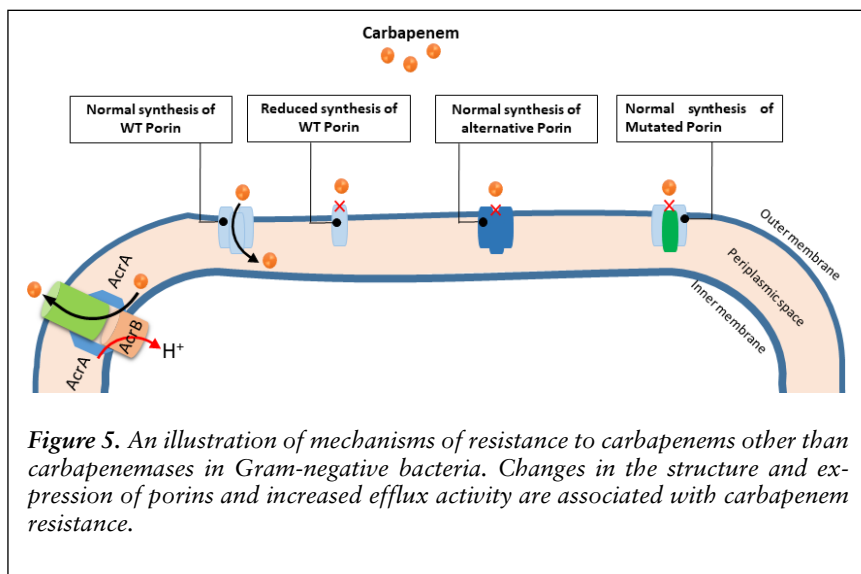 Carbapenem
Normal synthesis of
WT Porin
Reduced synthesis of
WT Porin
Normal synthesis of
alternative Porin
Normal synthesis of
Mutated Porin
AcrA
AcrB
AcrA
H⁺
Outer membrane
Periplasmic space
Inner membrane
Figure 5. An illustration of mechanisms of resistance to carbapenems other than
carbapenemases in Gram-negative bacteria. Changes in the structure and ex-
pression of porins and increased efflux activity are associated with carbapenem
resistance.